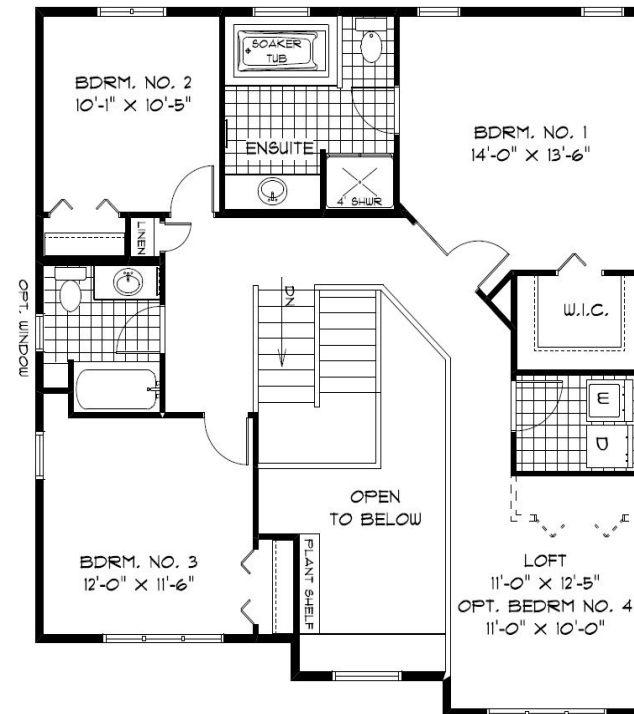 SOAKER
TUB
BDRM. NO. 2
10'-1" X 10'-5"
ENSUITE
4' SHWR
BDRM. NO. 1
14'-0" X 13'-6"
LINEN
DN
OPT. WINDOW
W.I.C.
W
D
OPEN
TO BELOW
PLANT SHELF
BDRM. NO. 3
12'-0" X 11'-6"
LOFT
11'-0" X 12'-5"
OPT. BEDRM NO. 4
11'-0" X 10'-0"